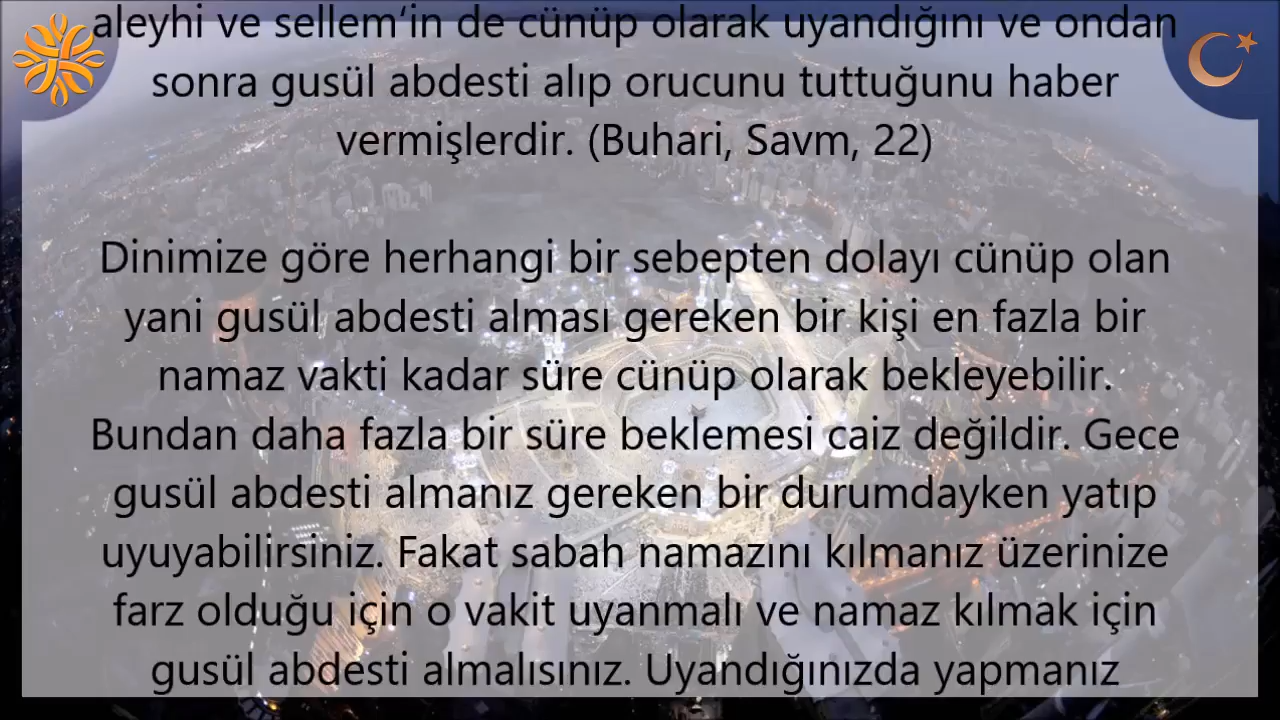 aleyhi ve sellem‘in de cünüp olarak uyandığını ve ondan
sonra gusül abdesti alıp orucunu tuttuğunu haber
vermişlerdir. (Buhari, Savm, 22)
Dinimize göre herhangi bir sebepten dolayı cünüp olan
yani gusül abdesti alması gereken bir kişi en fazla bir
namaz vakti kadar süre cünüp olarak bekleyebilir.
Bundan daha fazla bir süre beklemesi caiz değildir. Gece
gusül abdesti almanız gereken bir durumdayken yatıp
uyuyabilirsiniz. Fakat sabah namazını kılmanız üzerinize
farz olduğu için o vakit uyanmalı ve namaz kılmak için
gusül abdesti almalısınız. Uyandığınızda yapmanız